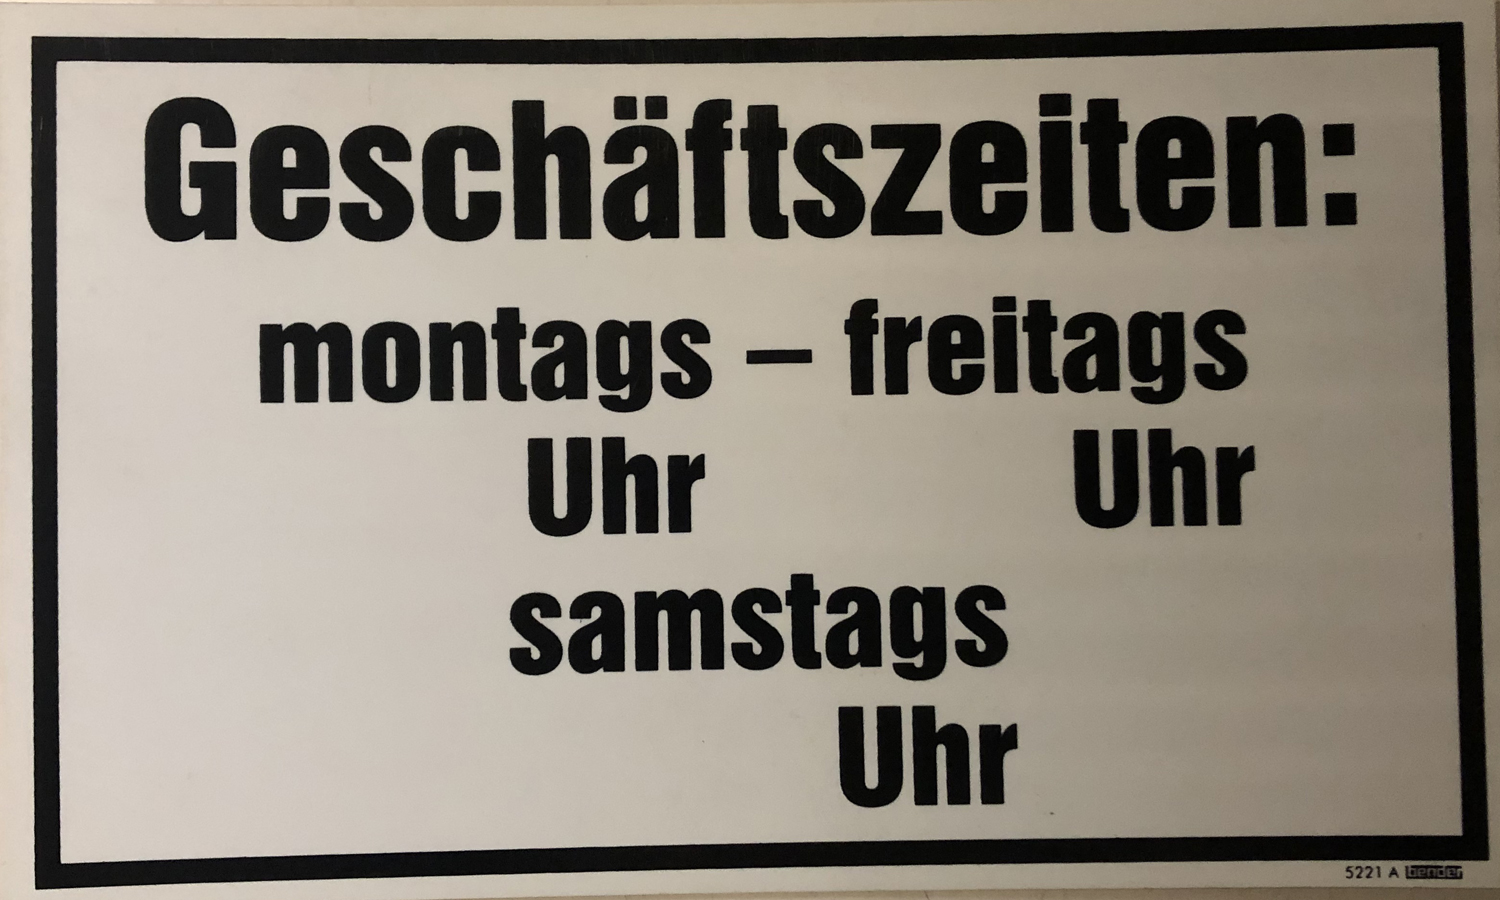 Geschäftszeiten:
montags – freitags
Uhr Uhr
samstags
Uhr
5221 A bender